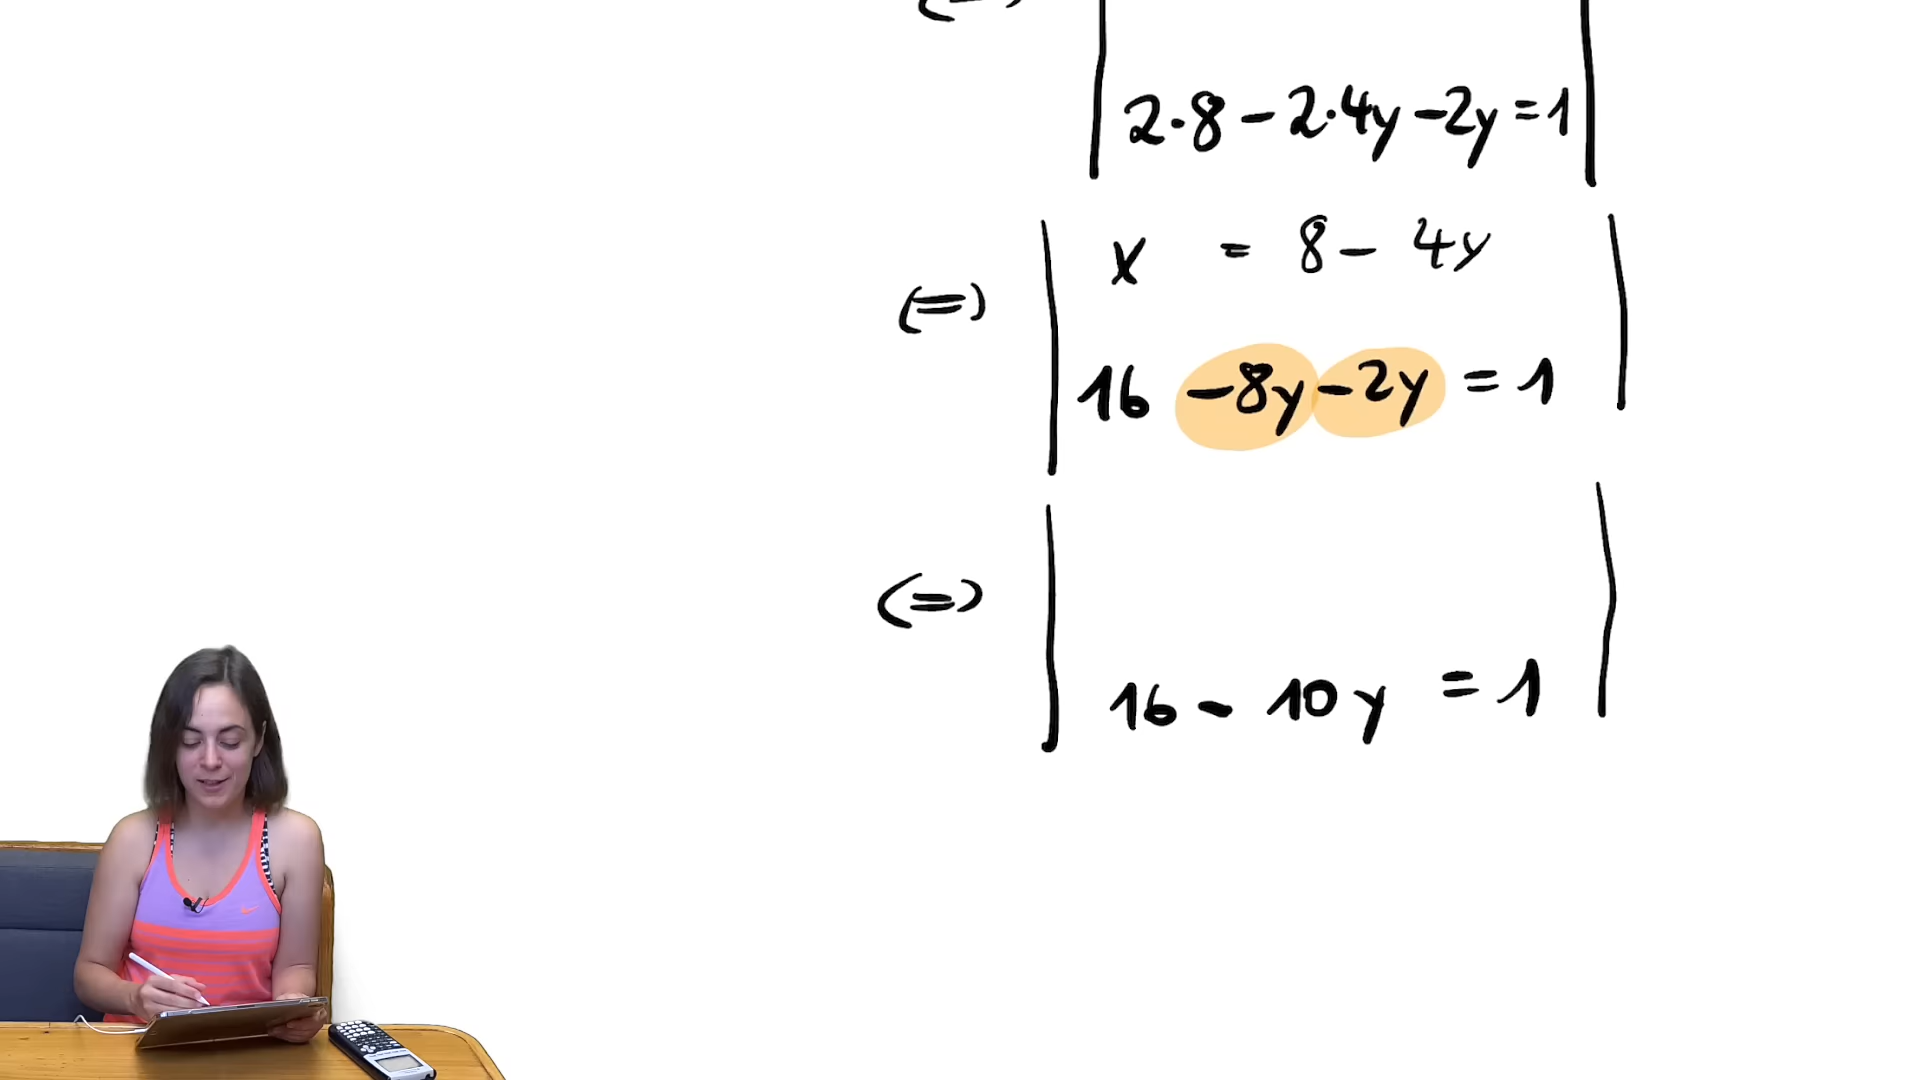 2·8 - 2·4y - 2y = 1
x = 8 - 4y
(=)
16 - 8y - 2y = 1
(=)
16 - 10y = 1